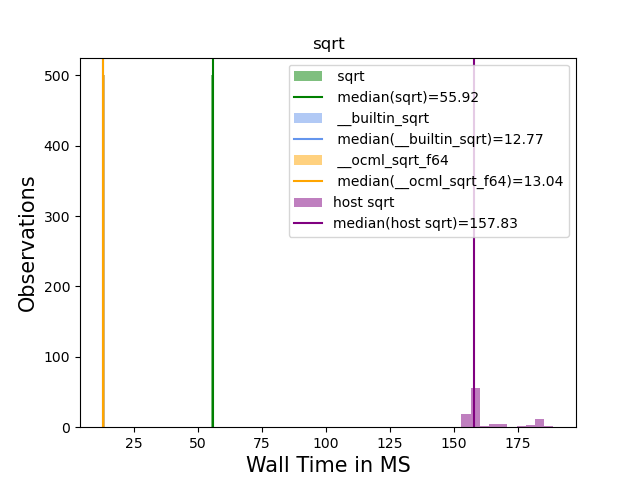 sqrt
500
400
300
200
100
0
Observations
sqrt
median(sqrt)=55.92
__builtin_sqrt
median(__builtin_sqrt)=12.77
__ocml_sqrt_f64
median(__ocml_sqrt_f64)=13.04
host sqrt
median(host sqrt)=157.83
25 50 75 100 125 150 175
Wall Time in MS